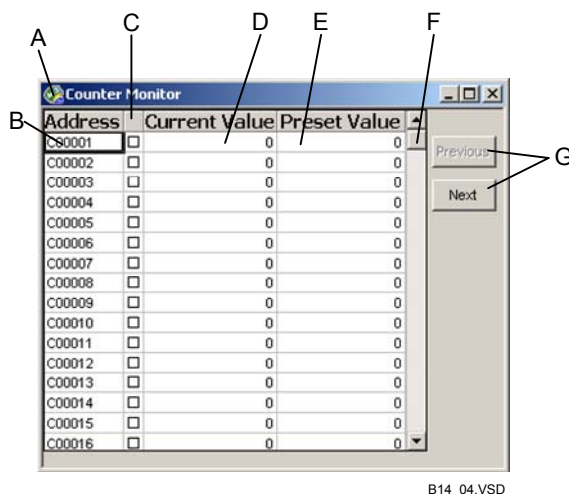 A
C
D
E
F
Counter Monitor
B
Address Current Value Preset Value
C00001 0 0
Previous
G
C00002 0 0
C00003 0 0
Next
C00004 0 0
C00005 0 0
C00006 0 0
C00007 0 0
C00008 0 0
C00009 0 0
C00010 0 0
C00011 0 0
C00012 0 0
C00013 0 0
C00014 0 0
C00015 0 0
C00016 0 0
B14_04.VSD